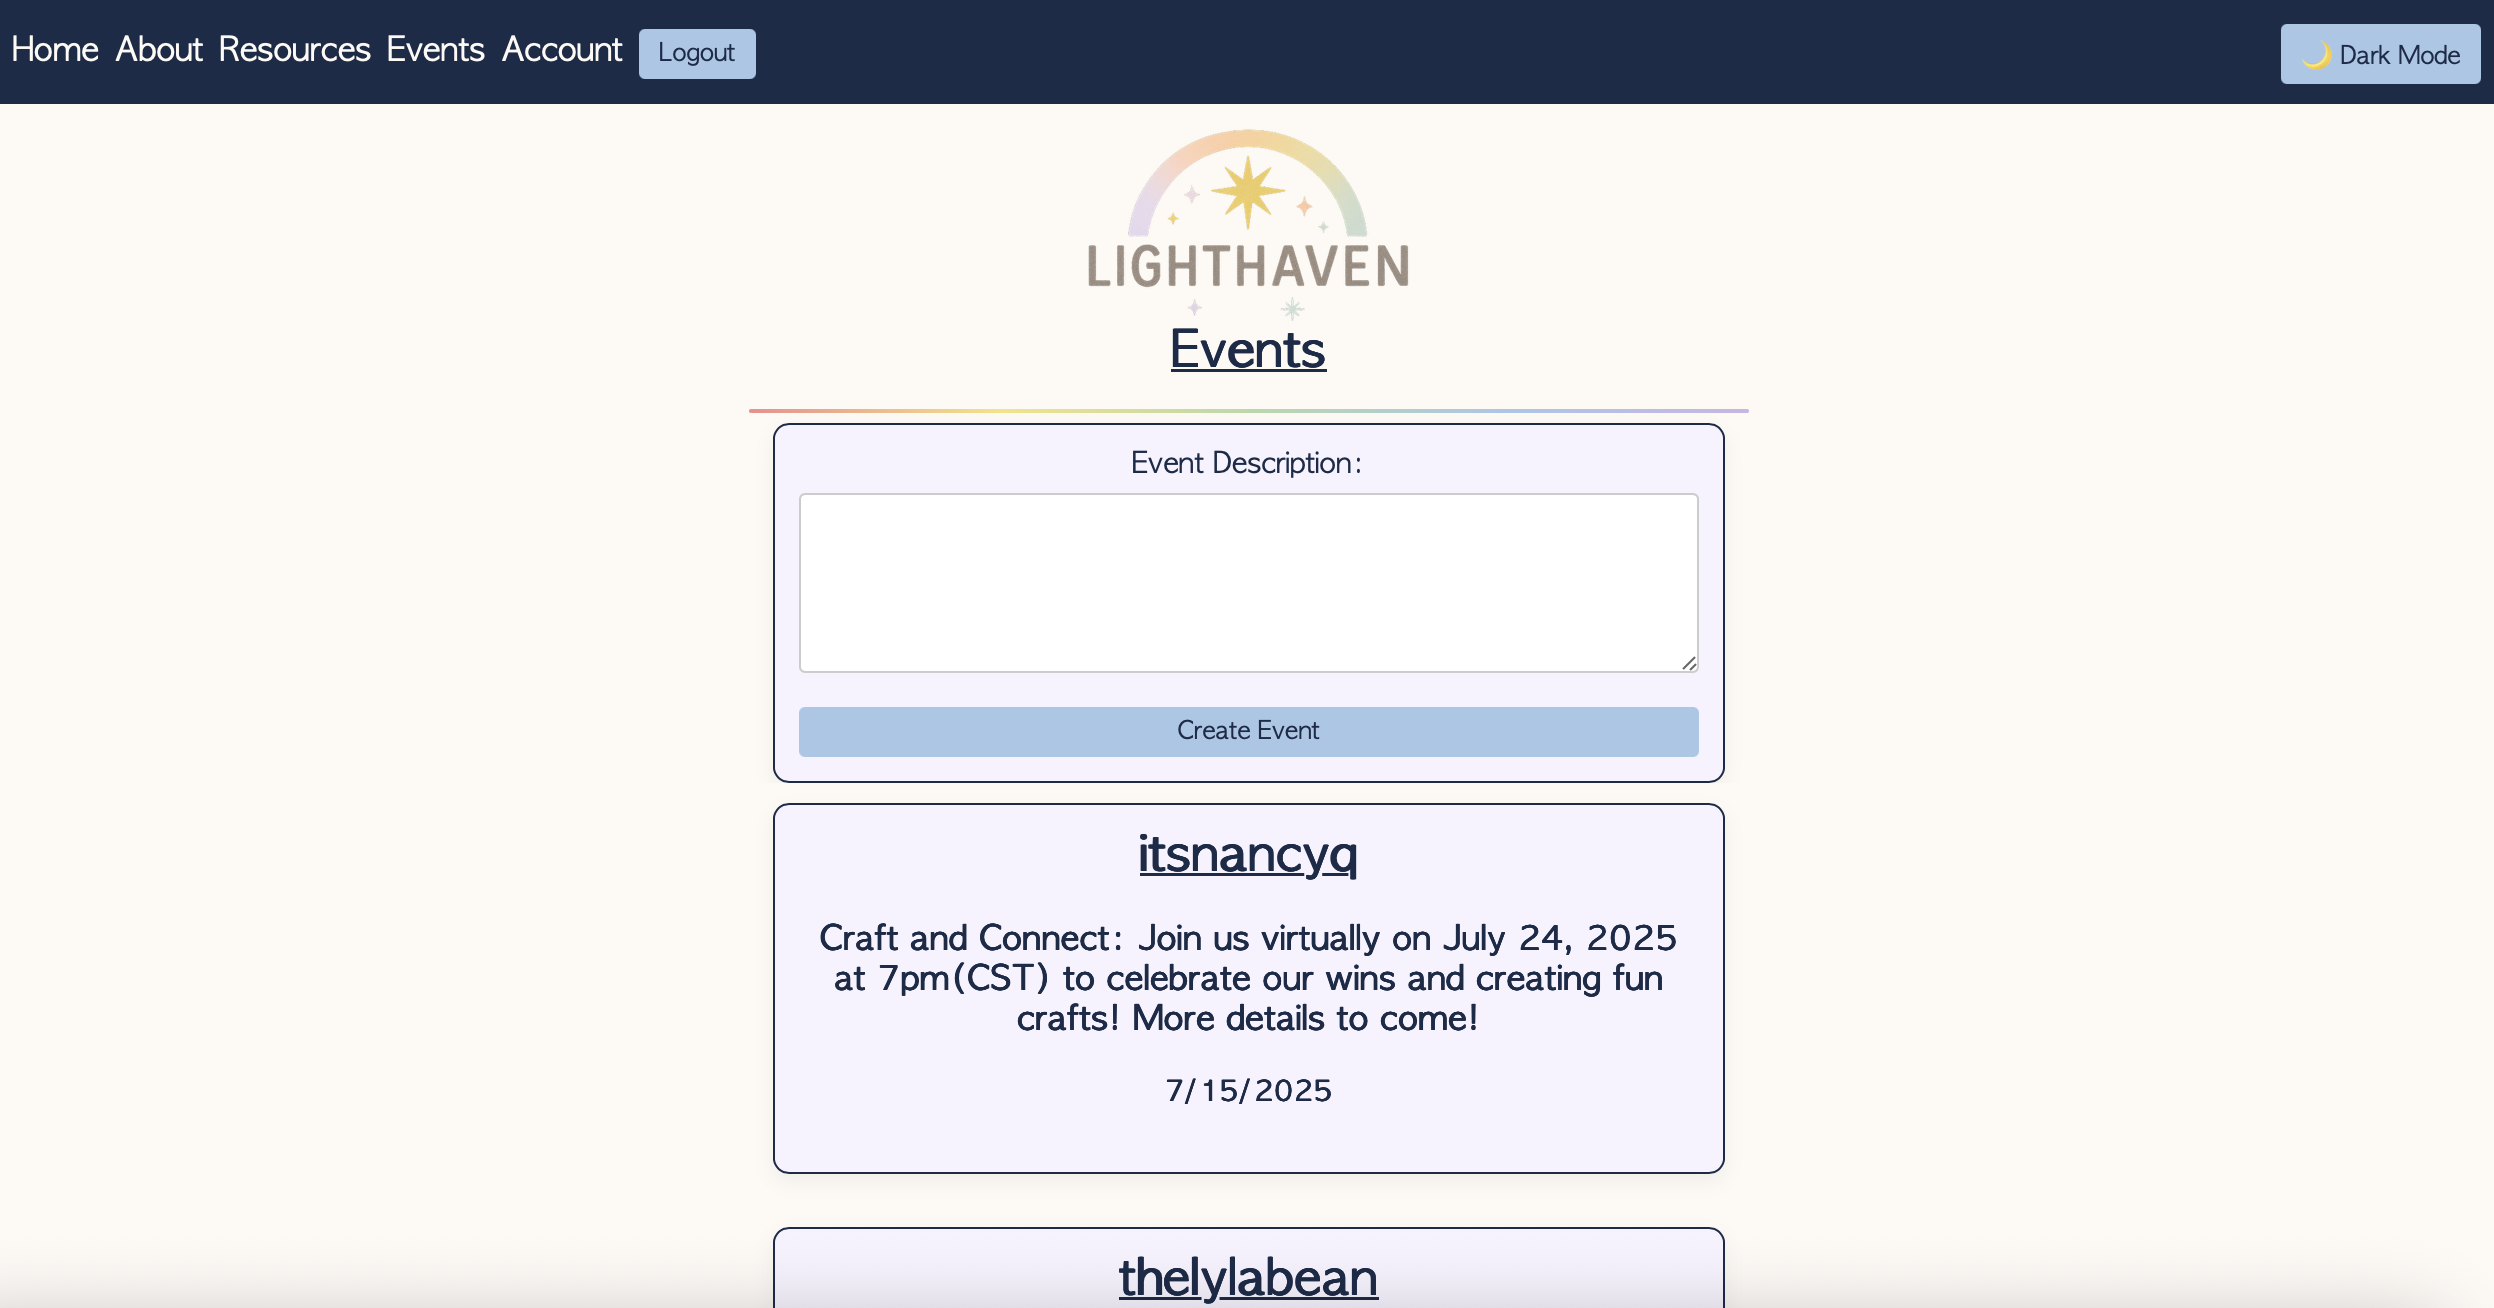 Home About Resources Events Account Logout
🌙 Dark Mode
LIGHTHAVEN
Events
Event Description:
Create Event
itsnancyq
Craft and Connect: Join us virtually on July 24, 2025
at 7pm(CST) to celebrate our wins and creating fun
crafts! More details to come!
7/15/2025
thelylabean